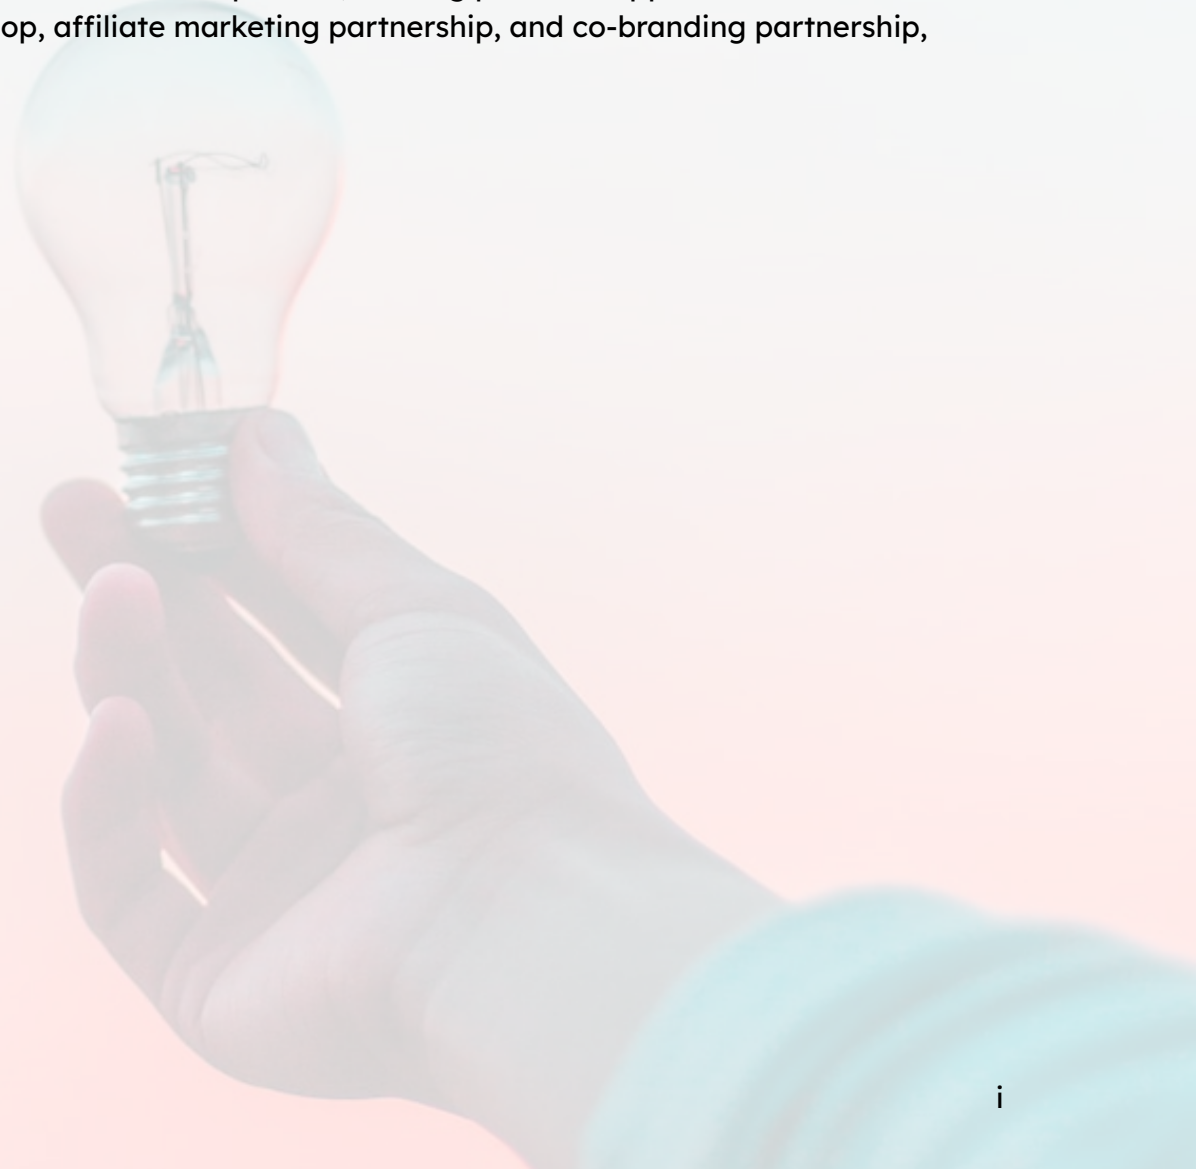 op, affiliate marketing partnership, and co-branding partnership,
i